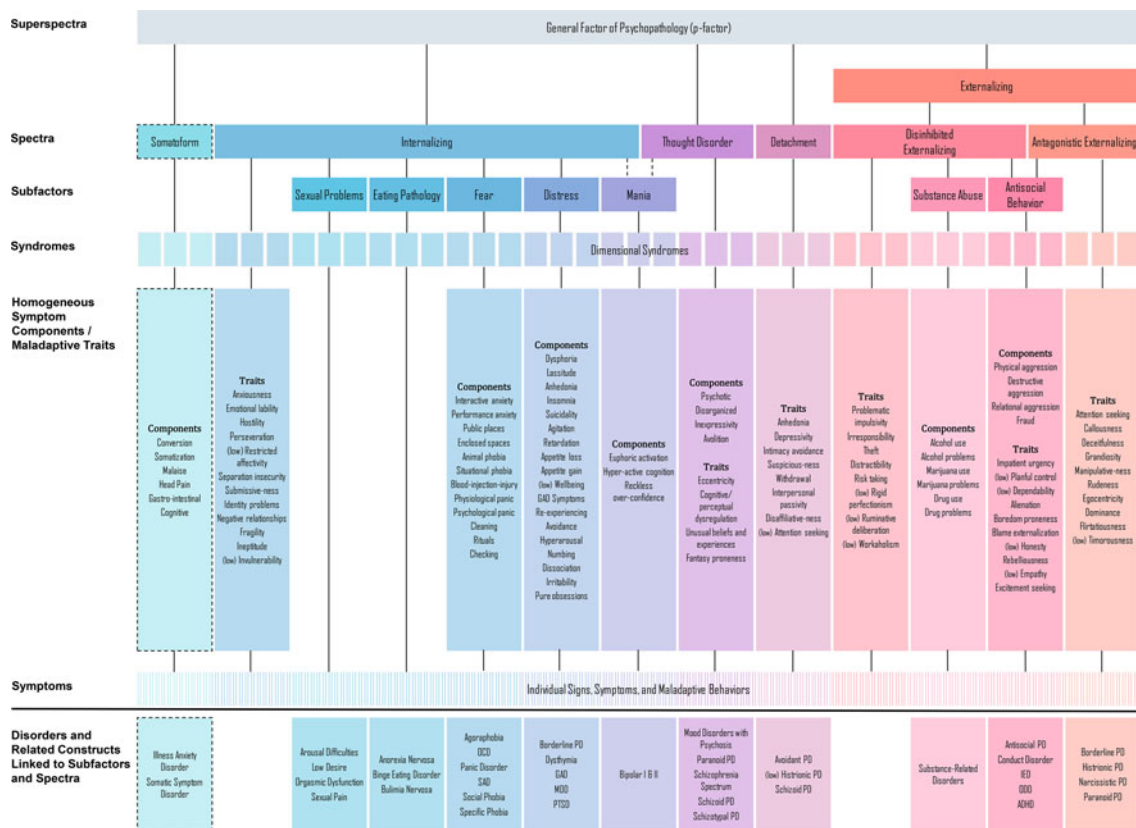 Superspectra
General Factor of Psychopathology (p-factor)
Externalizing
Spectra
Somatoform
Internalizing
Thought Disorder
Detachment
Disinhibited
Externalizing
Antagonistic Externalizing
Subfactors
Sexual Problems
Eating Pathology
Fear
Distress
Mania
Substance Abuse
Antisocial
Behavior
Syndromes
Dimensional Syndromes
Homogeneous
Symptom
Components /
Maladaptive Traits
Components
Conversion
Somatization
Malaise
Head Pain
Gastro-intestinal
Cognitive
Traits
Anxiousness
Emotional lability
Hostility
Perseveration
(low) Restricted
affectivity
Separation insecurity
Submissive-ness
Identity problems
Negative relationships
Fragility
Ineptitude
(low) Invulnerability
Components
Interactive anxiety
Performance anxiety
Public places
Enclosed spaces
Animal phobia
Situational phobia
Blood-injection-injury
Physiological panic
Psychological panic
Cleaning
Rituals
Checking
Components
Dysphoria
Lassitude
Anhedonia
Insomnia
Suicidality
Agitation
Retardation
Appetite loss
Appetite gain
(low) Wellbeing
GAD Symptoms
Re-experiencing
Avoidance
Hyperarousal
Numbing
Dissociation
Irritability
Pure obsessions
Components
Euphoric activation
Hyper-active cognition
Reckless
over-confidence
Components
Psychotic
Disorganized
Inexpressivity
Avolition
Traits
Eccentricity
Cognitive/
perceptual
dysregulation
Unusual beliefs and
experiences
Fantasy proneness
Traits
Anhedonia
Depressivity
Intimacy avoidance
Suspicious-ness
Withdrawal
Interpersonal
passivity
Disaffiliative-ness
(low) Attention seeking
Traits
Problematic
impulsivity
Irresponsibility
Theft
Distractibility
Risk taking
(low) Rigid
perfectionism
(low) Ruminative
deliberation
(low) Workaholism
Components
Alcohol use
Alcohol problems
Marijuana use
Marijuana problems
Drug use
Drug problems
Components
Physical aggression
Destructive
aggression
Relational aggression
Fraud
Traits
Impatient urgency
(low) Planful control
(low) Dependability
Alienation
Boredom proneness
Blame externalization
(low) Honesty
Rebelliousness
(low) Empathy
Excitement seeking
Traits
Attention seeking
Callousness
Deceitfulness
Grandiosity
Manipulative-ness
Rudeness
Egocentricity
Dominance
Flirtatiousness
(low) Timorousness
Symptoms
Individual Signs, Symptoms, and Maladaptive Behaviors
Disorders and
Related Constructs
Linked to Subfactors
and Spectra
Illness Anxiety
Disorder
Somatic Symptom
Disorder
Arousal Difficulties
Low Desire
Orgasmic Dysfunction
Sexual Pain
Anorexia Nervosa
Binge Eating Disorder
Bulimia Nervosa
Agoraphobia
OCD
Panic Disorder
SAD
Social Phobia
Specific Phobia
Borderline PD
Dysthymia
GAD
MDD
PTSD
Bipolar I & II
Mood Disorders with
Psychosis
Paranoid PD
Schizophrenia
Spectrum
Schizoid PD
Schizotypal PD
Avoidant PD
(low) Histrionic PD
Schizoid PD
Substance-Related
Disorders
Antisocial PD
Conduct Disorder
IED
ODD
ADHD
Borderline PD
Histrionic PD
Narcissistic PD
Paranoid PD